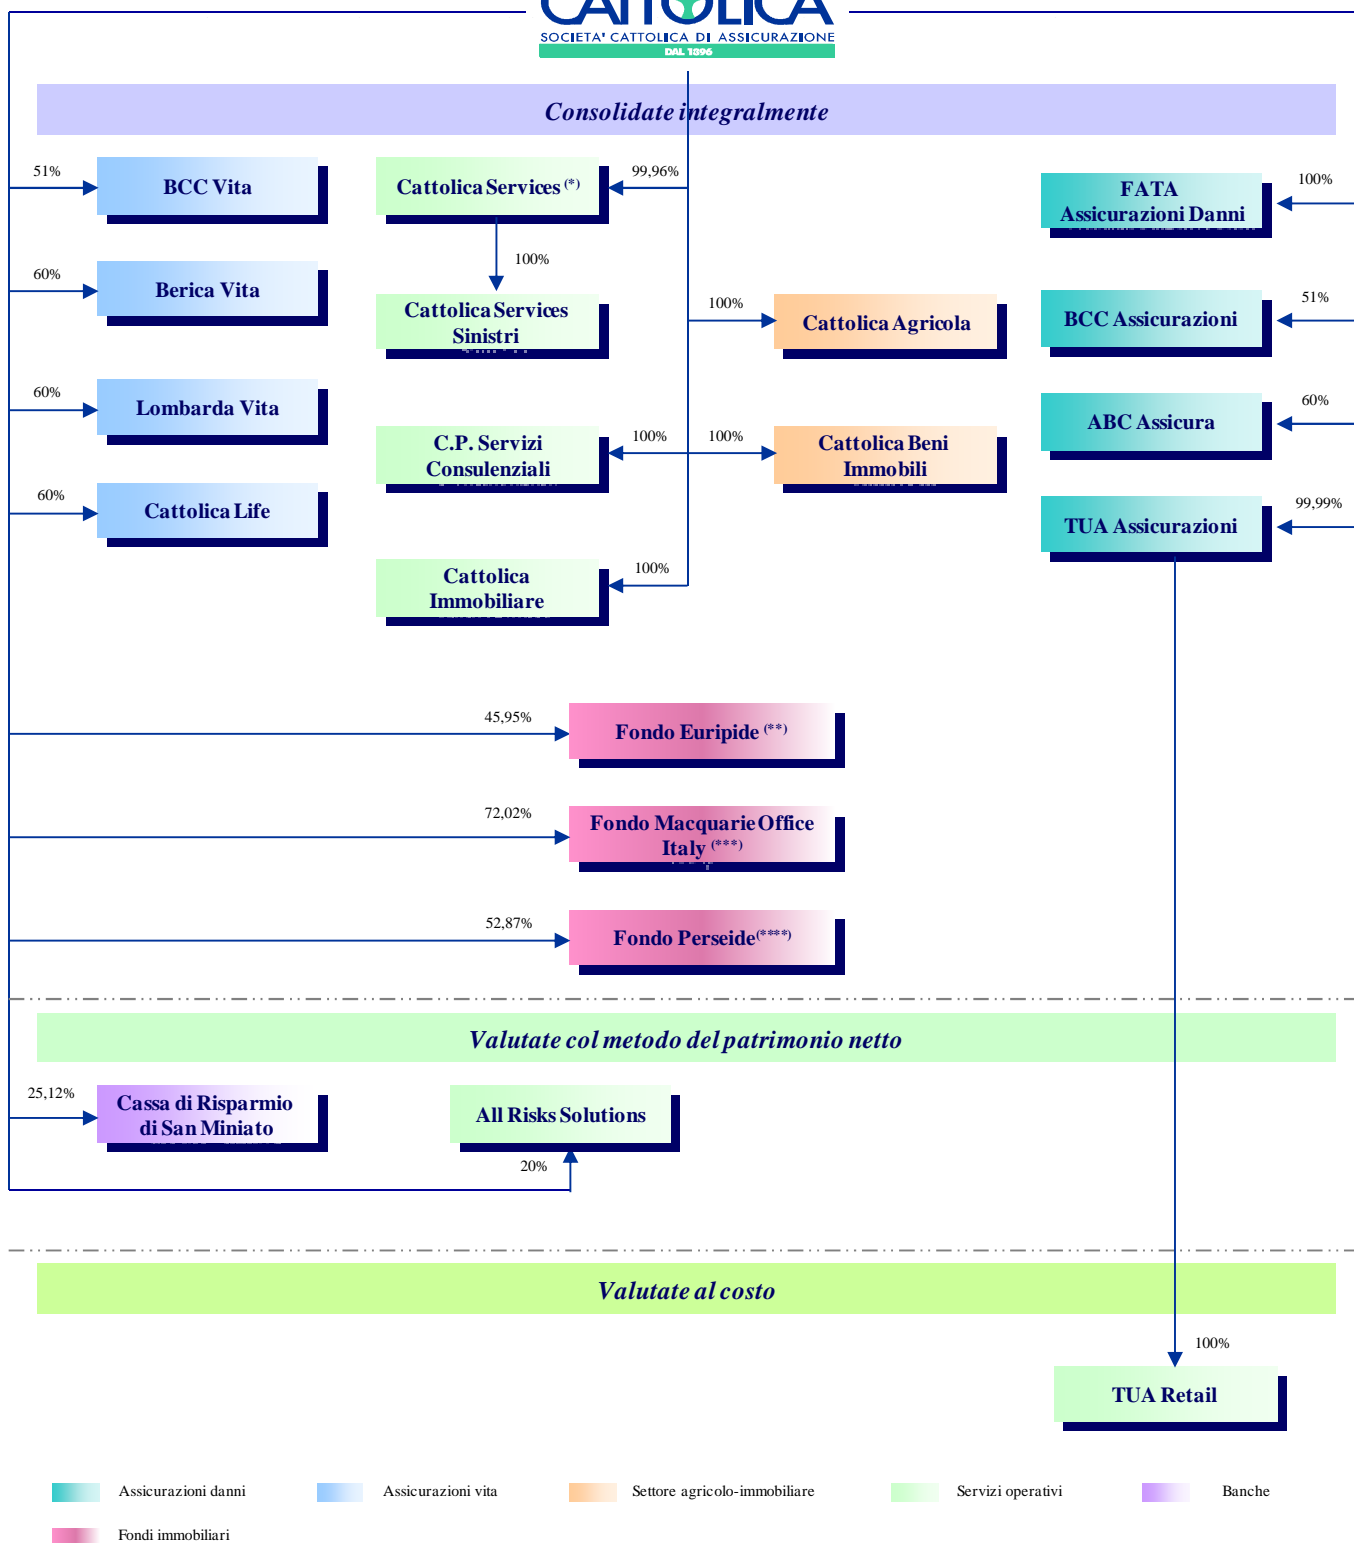 CATTOLICA
SOCIETA' CATTOLICA DI ASSICURAZIONE
DAL 1896
Consolidate integralmente
51%
BCC Vita
Cattolica Services (*)
99,96%
FATA
Assicurazioni Danni
100%
100%
60%
Berica Vita
Cattolica Services
Sinistri
100%
Cattolica Agricola
BCC Assicurazioni
51%
60%
Lombarda Vita
C.P. Servizi
Consulenziali
100%
100%
Cattolica Beni
Immobili
ABC Assicura
60%
60%
Cattolica Life
TUA Assicurazioni
99,99%
Cattolica
Immobiliare
100%
45,95%
Fondo Euripide (**)
72,02%
Fondo Macquarie Office
Italy (***)
52,87%
Fondo Perseide(****)
Valutate col metodo del patrimonio netto
25,12%
Cassa di Risparmio
di San Miniato
All Risks Solutions
20%
Valutate al costo
100%
TUA Retail
Assicurazioni danni
Assicurazioni vita
Settore agricolo-immobiliare
Servizi operativi
Banche
Fondi immobiliari